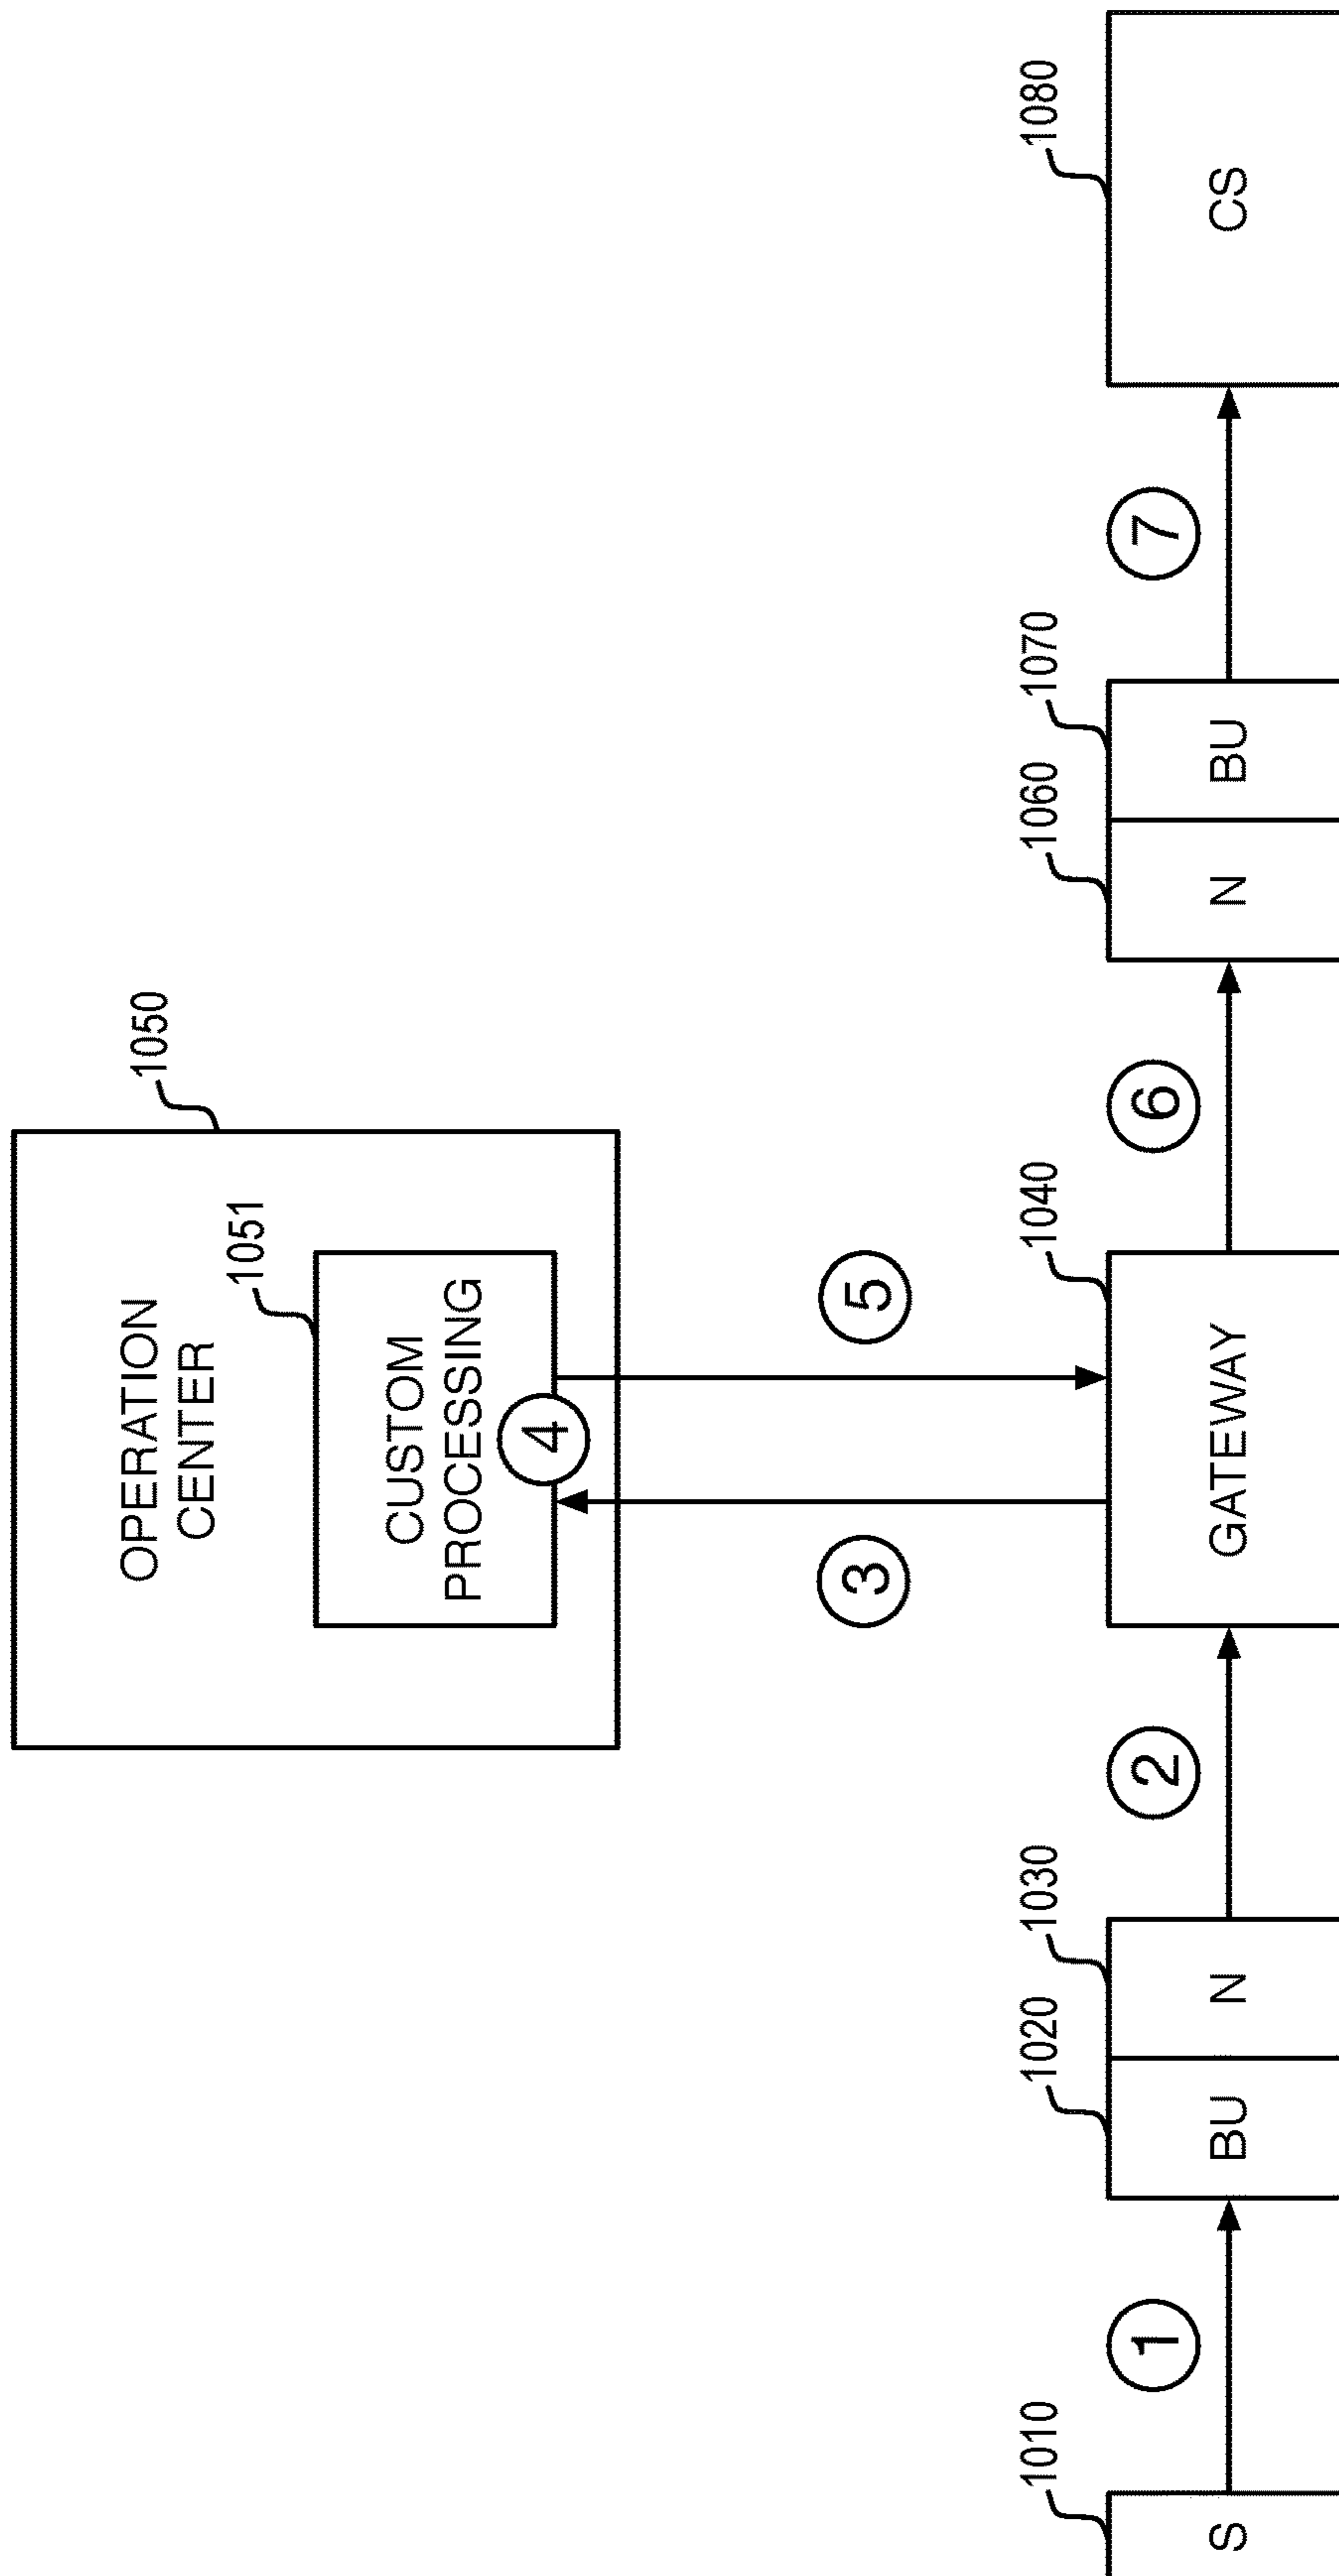 1050
OPERATION
CENTER
1051
CUSTOM
PROCESSING
4
3
5
1010
1020
1030
1040
1060
1070
1080
1
2
6
7
S
BU
N
GATEWAY
N
BU
CS